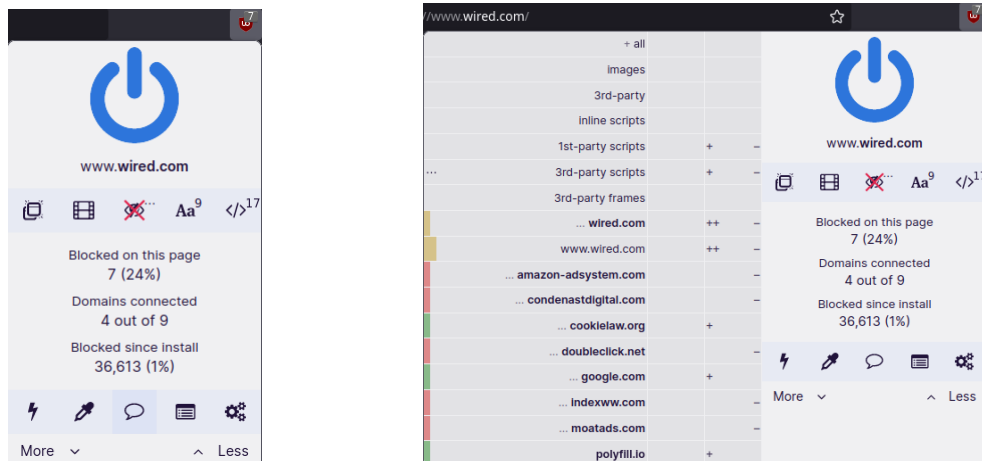 7
www.wired.com
Aa9
</>17
Blocked on this page
7 (24%)
Domains connected
4 out of 9
Blocked since install
36,613 (1%)
More
Less
//www.wired.com/
7
+ all
images
3rd-party
inline scripts
1st-party scripts + –
... 3rd-party scripts + –
3rd-party frames
... wired.com ++ –
www.wired.com ++ –
... amazon-adsystem.com –
... condenastdigital.com –
... cookielaw.org +
... doubleclick.net –
... google.com +
... indexww.com –
... moatads.com –
polyfill.io +
www.wired.com
Aa9
</>1
Blocked on this page
7 (24%)
Domains connected
4 out of 9
Blocked since install
36,613 (1%)
More
Less